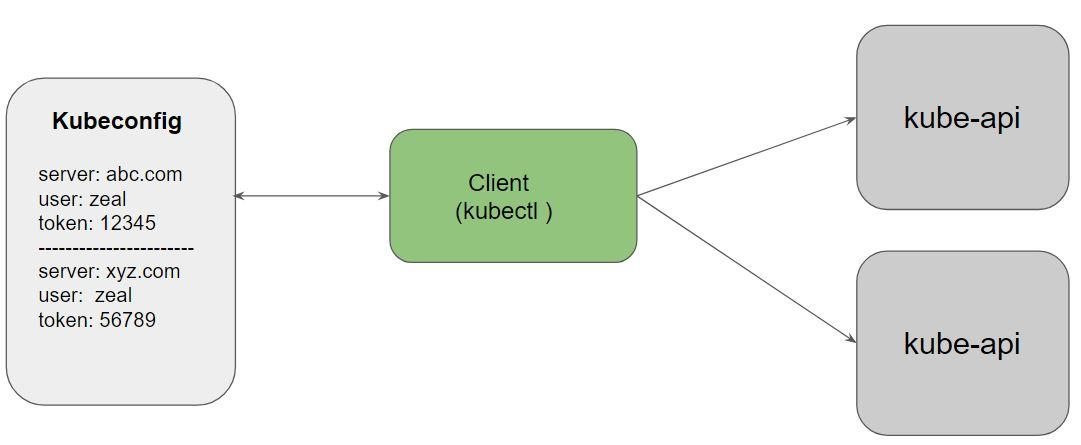 Kubeconfig
server: abc.com
user: zeal
token: 12345
-----------------------
server: xyz.com
user:  zeal
token: 56789
Client
(kubectl )
kube-api
kube-api